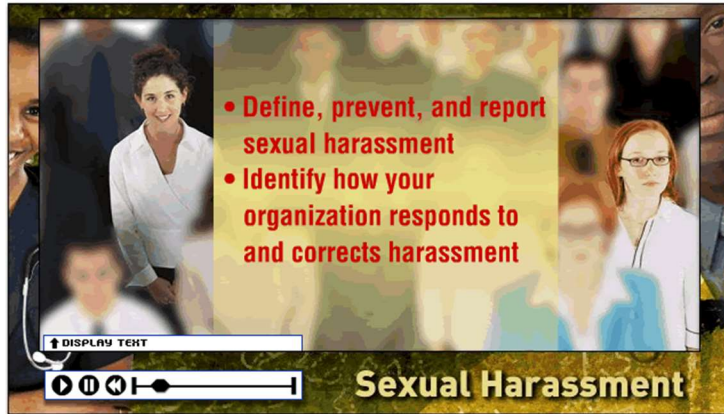 • Define, prevent, and report
sexual harassment
• Identify how your
organization responds to
and corrects harassment
DISPLAY TEXT
Sexual Harassment